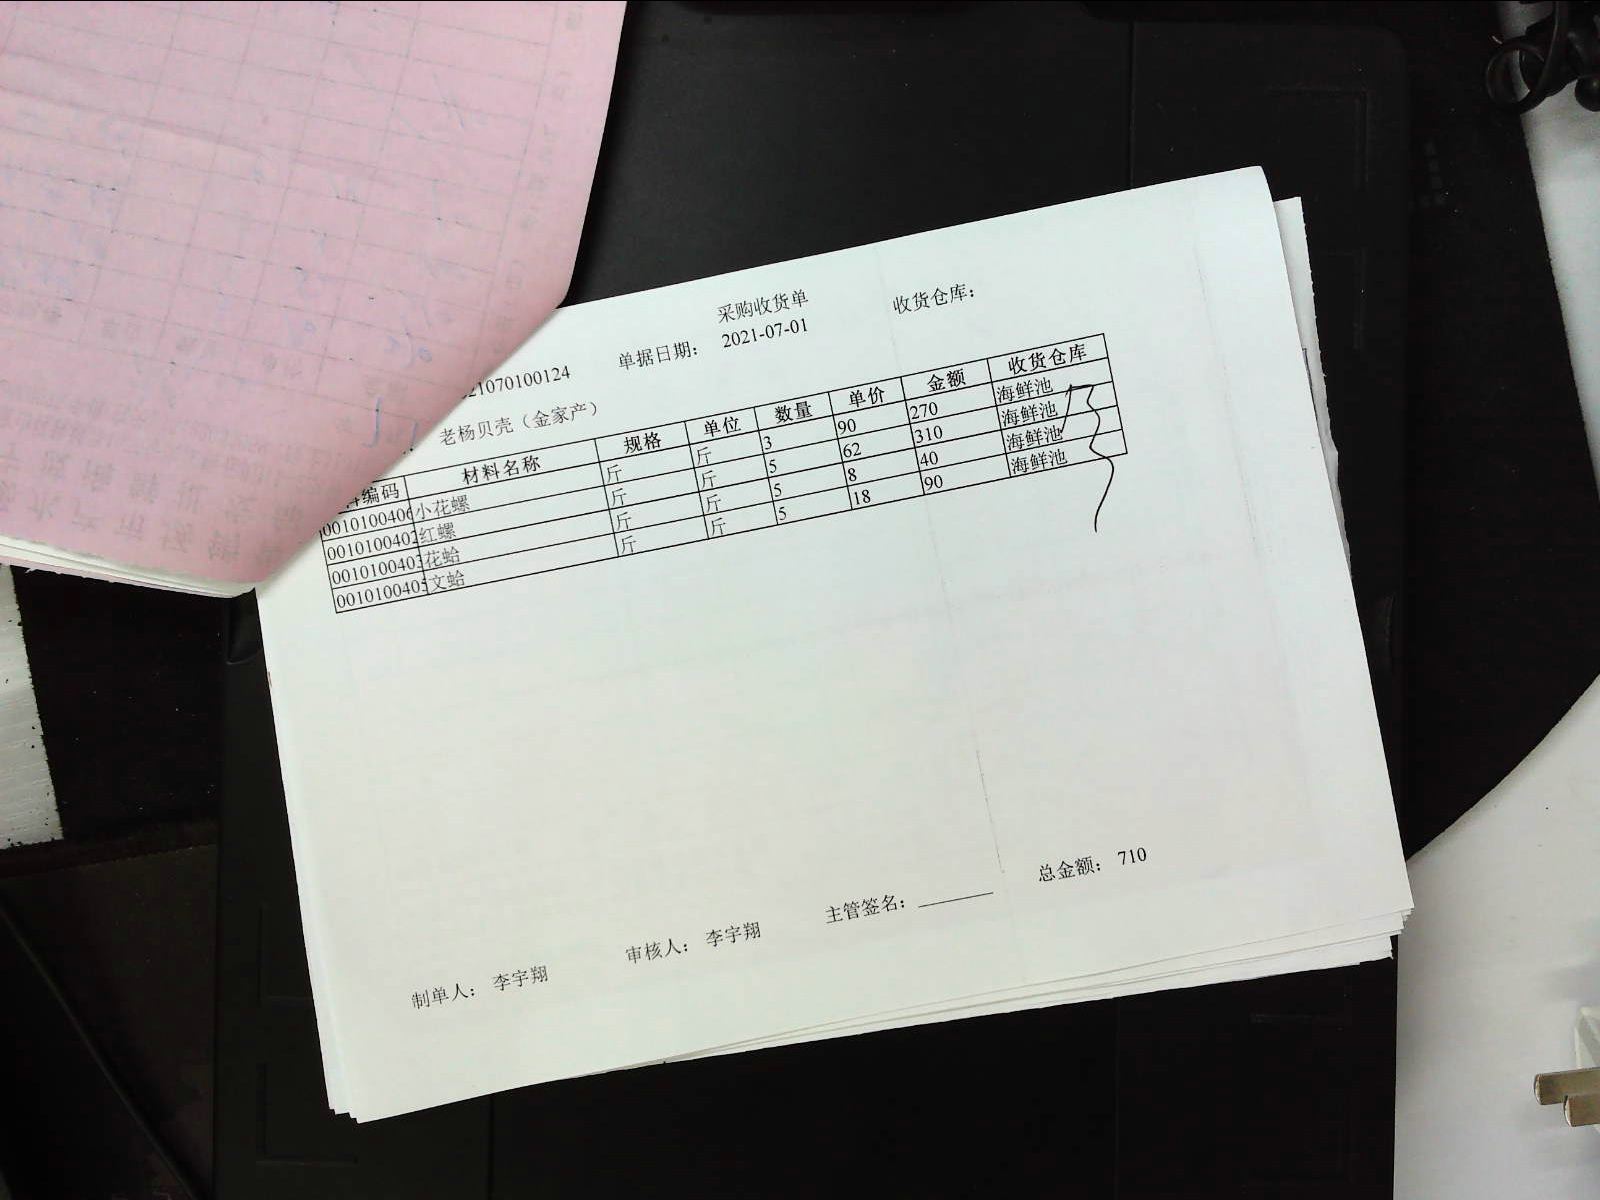 采购收货单
收货仓库:
单据日期: 2021-07-01
21070100124
老杨贝壳（金家产）
编码 材料名称 规格 单位 数量 单价 金额 收货仓库
0010100406 小花螺 斤 斤 3 90 270 海鲜池
0010100402 红螺 斤 斤 5 62 310 海鲜池
0010100403 花蛤 斤 斤 5 8 40 海鲜池
0010100405 文蛤 斤 斤 5 18 90 海鲜池
总金额: 710
制单人: 李宇翔 审核人: 李宇翔 主管签名: